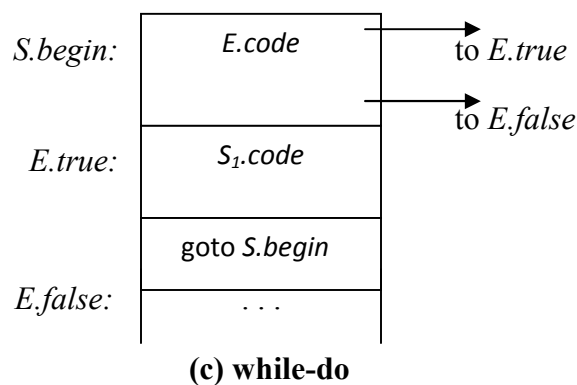 S.begin: E.code to E.true
to E.false
E.true: S₁.code
goto S.begin
E.false: . . .
(c) while-do